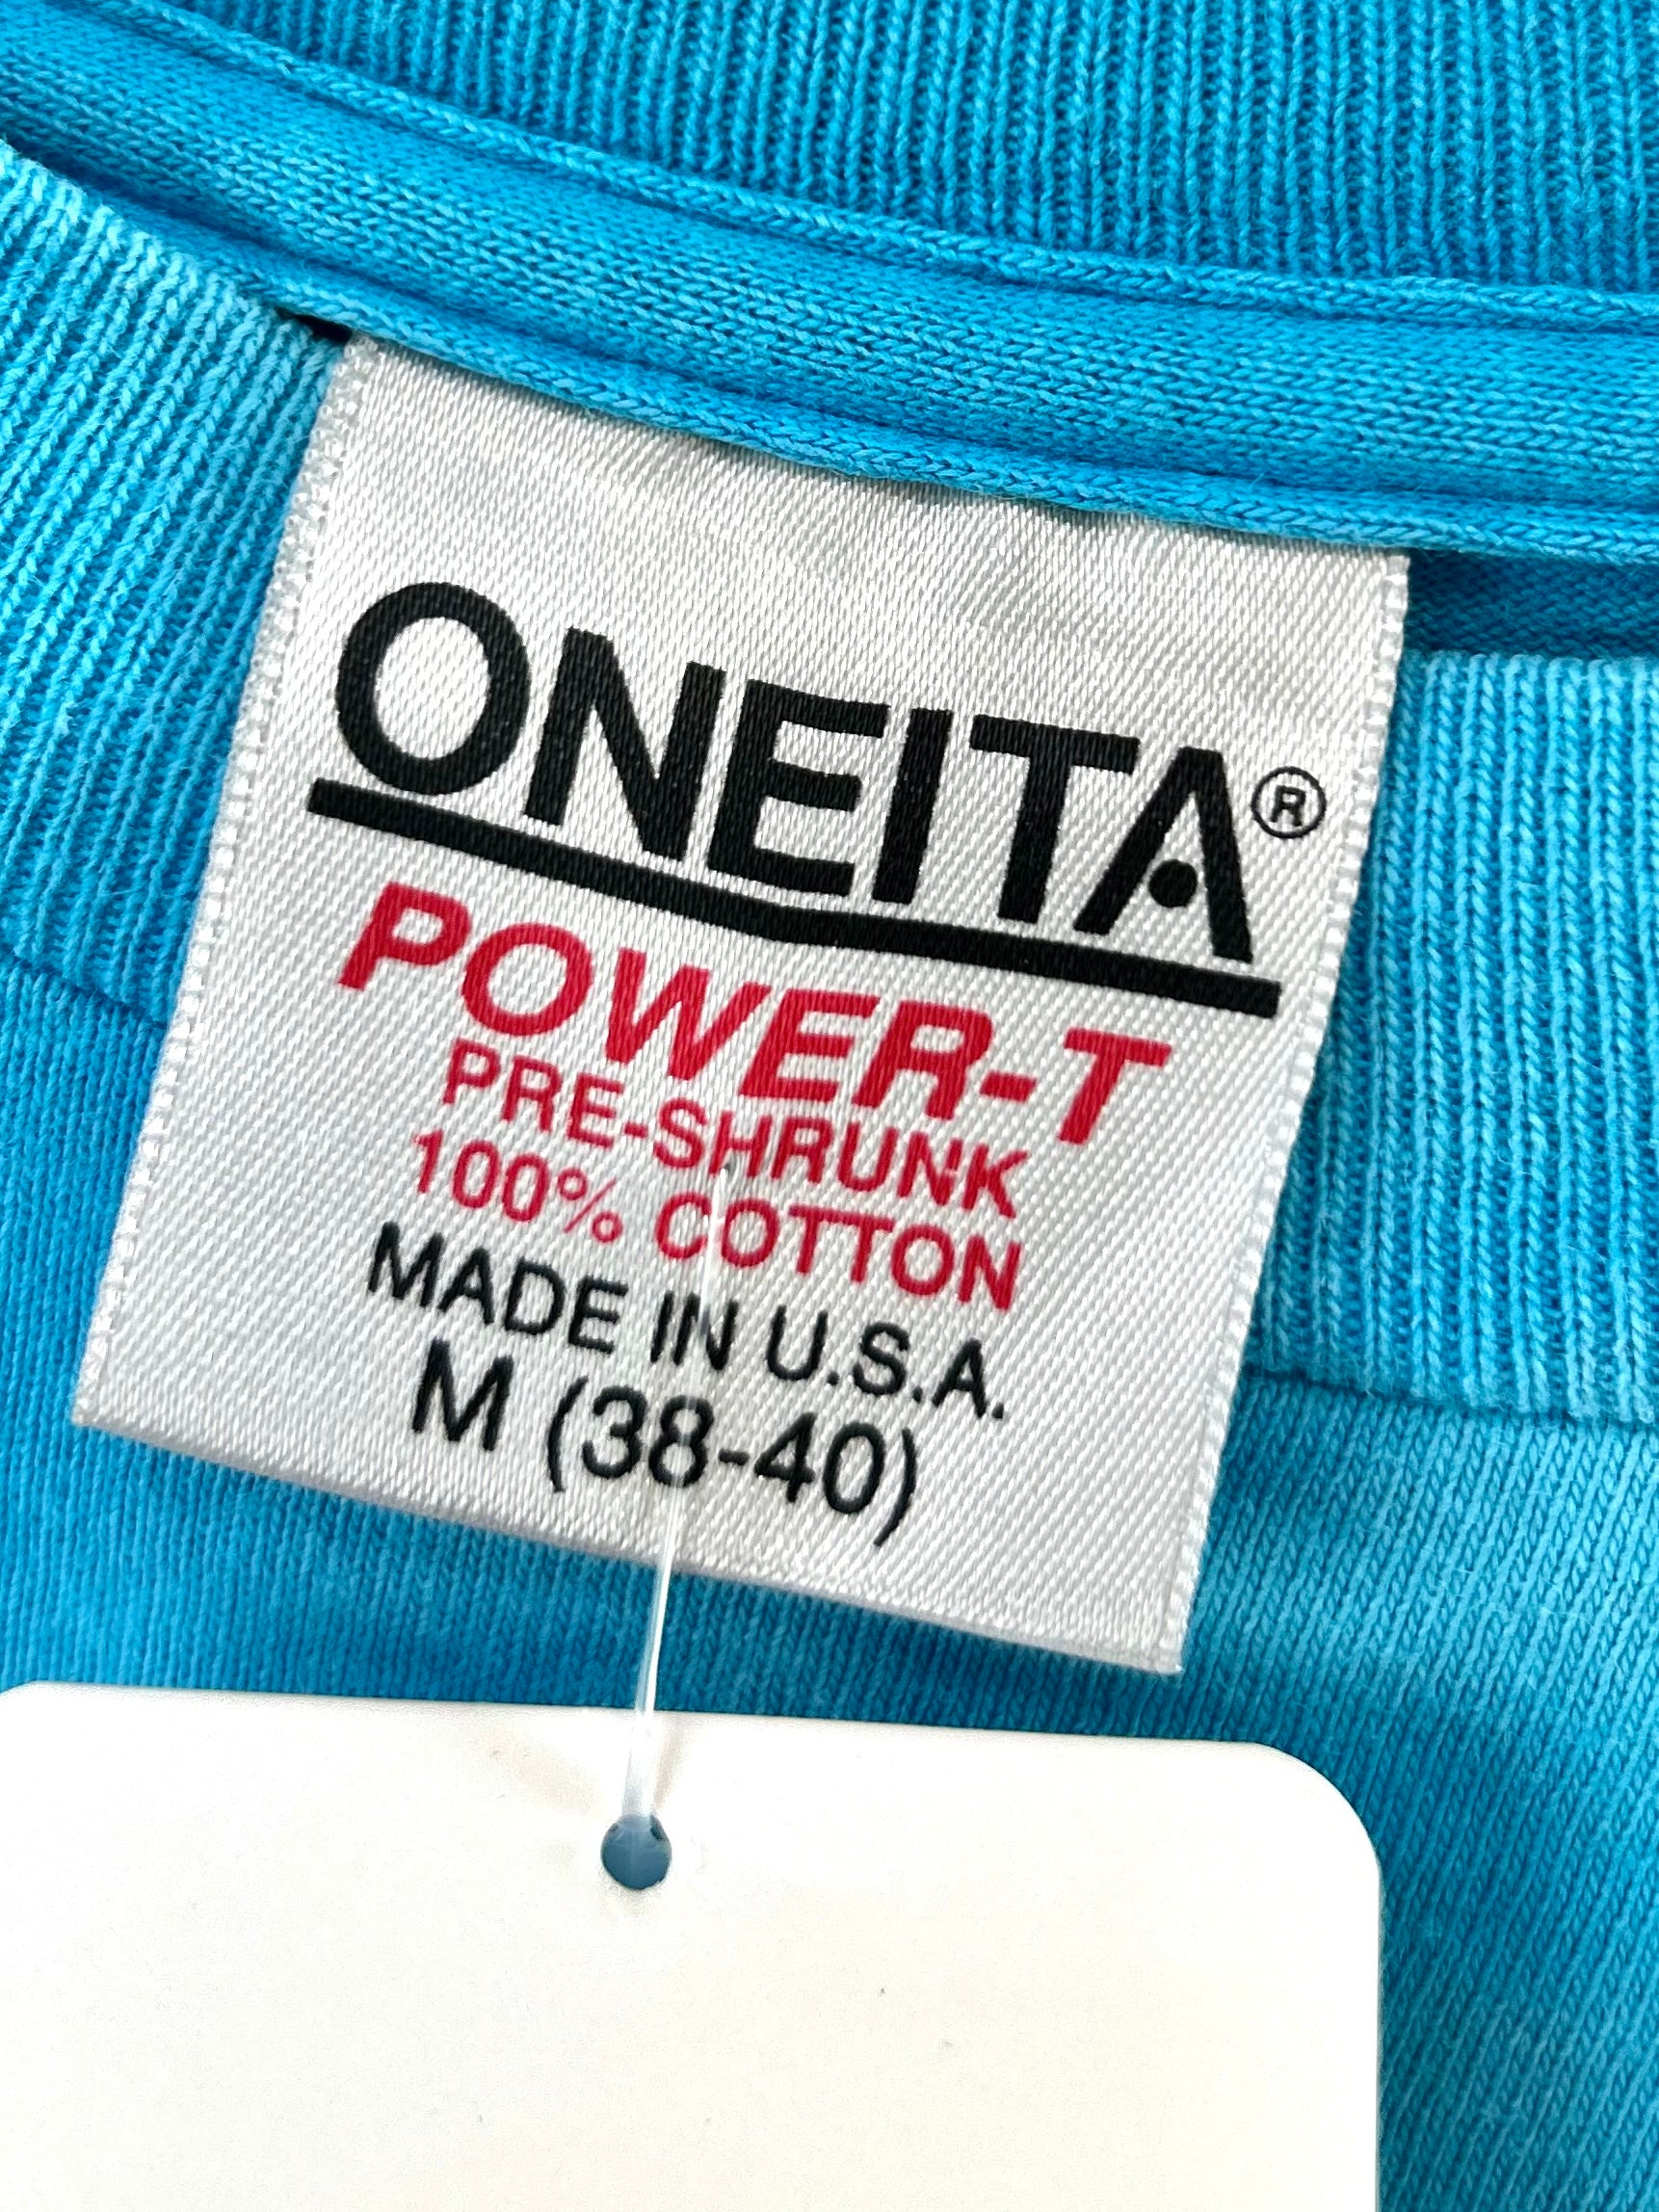 ONEITA®
POWER-T
PRE-SHRUNK
100% COTTON
MADE IN U.S.A.
M (38-40)